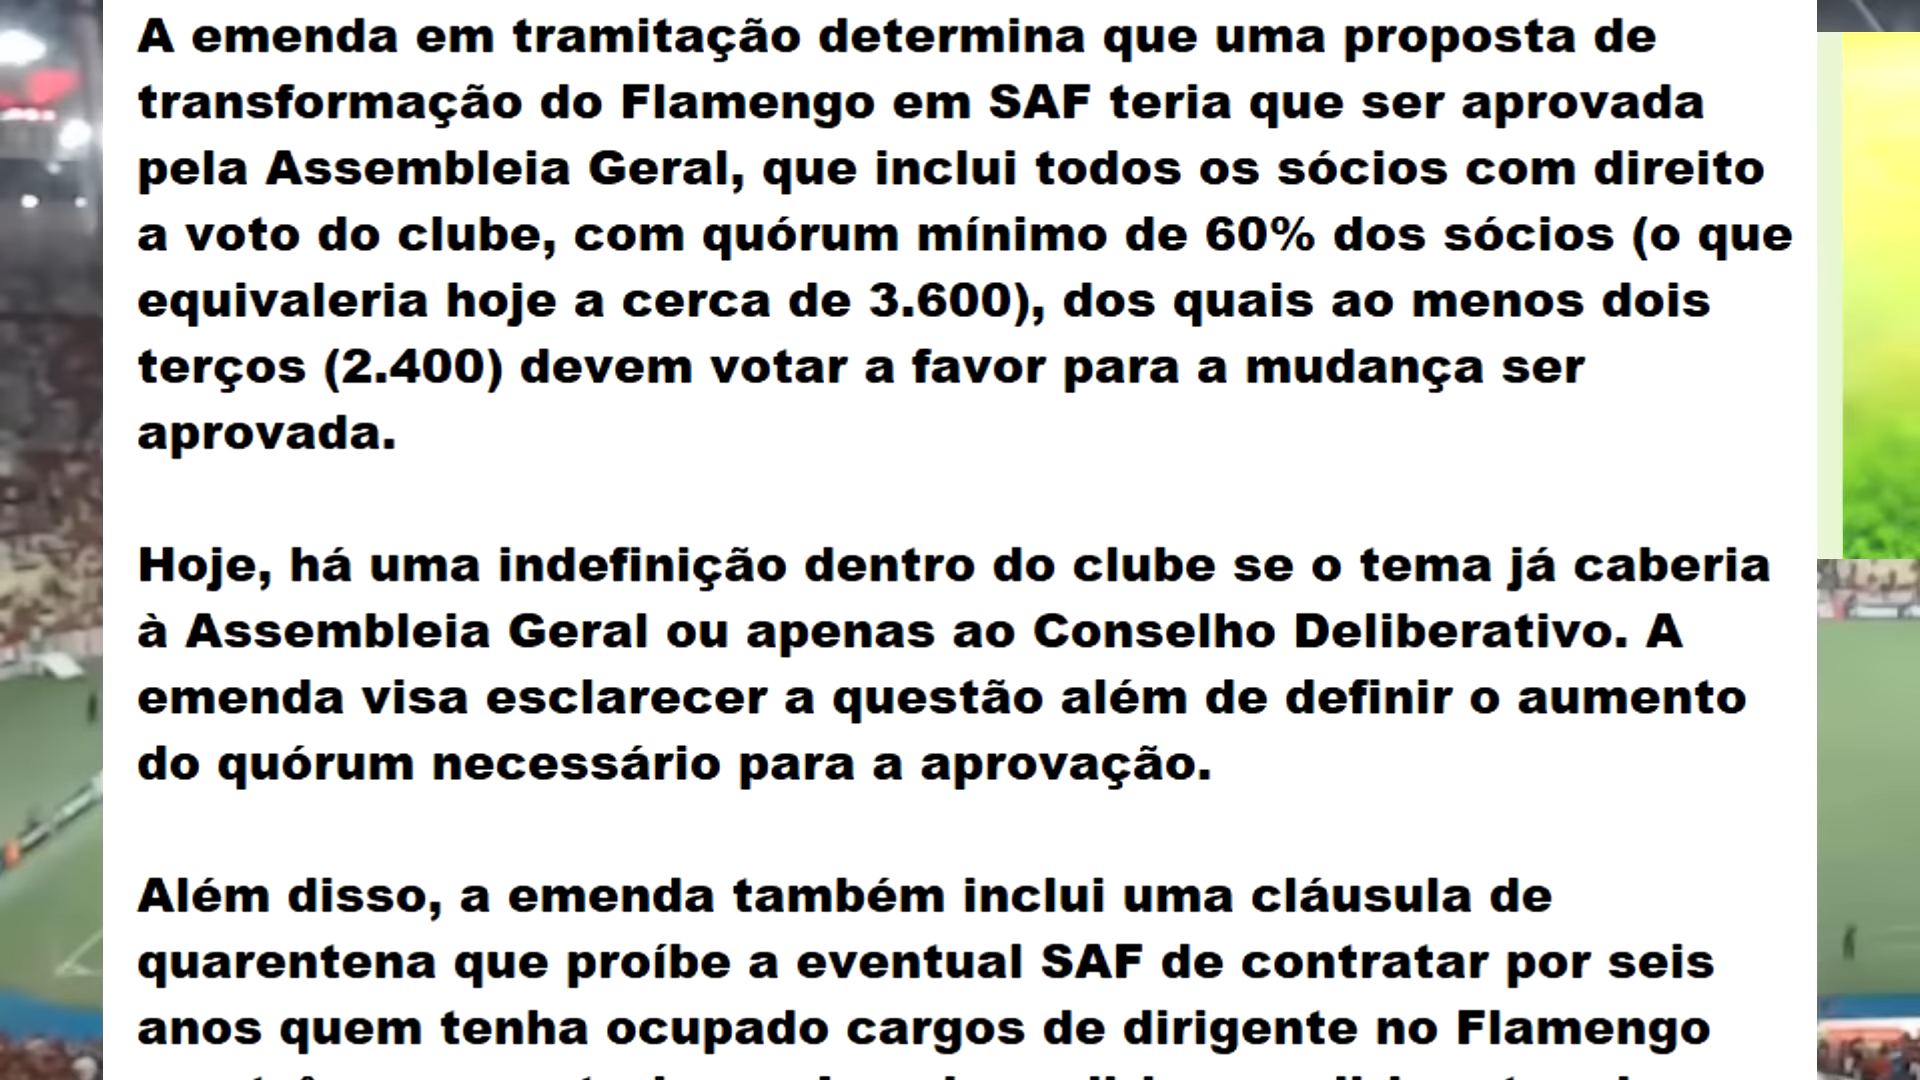 A emenda em tramitação determina que uma proposta de
transformação do Flamengo em SAF teria que ser aprovada
pela Assembleia Geral, que inclui todos os sócios com direito
a voto do clube, com quórum mínimo de 60% dos sócios (o que
equivaleria hoje a cerca de 3.600), dos quais ao menos dois
terços (2.400) devem votar a favor para a mudança ser
aprovada.
Hoje, há uma indefinição dentro do clube se o tema já caberia
à Assembleia Geral ou apenas ao Conselho Deliberativo. A
emenda visa esclarecer a questão além de definir o aumento
do quórum necessário para a aprovação.
Além disso, a emenda também inclui uma cláusula de
quarentena que proíbe a eventual SAF de contratar por seis
anos quem tenha ocupado cargos de dirigente no Flamengo